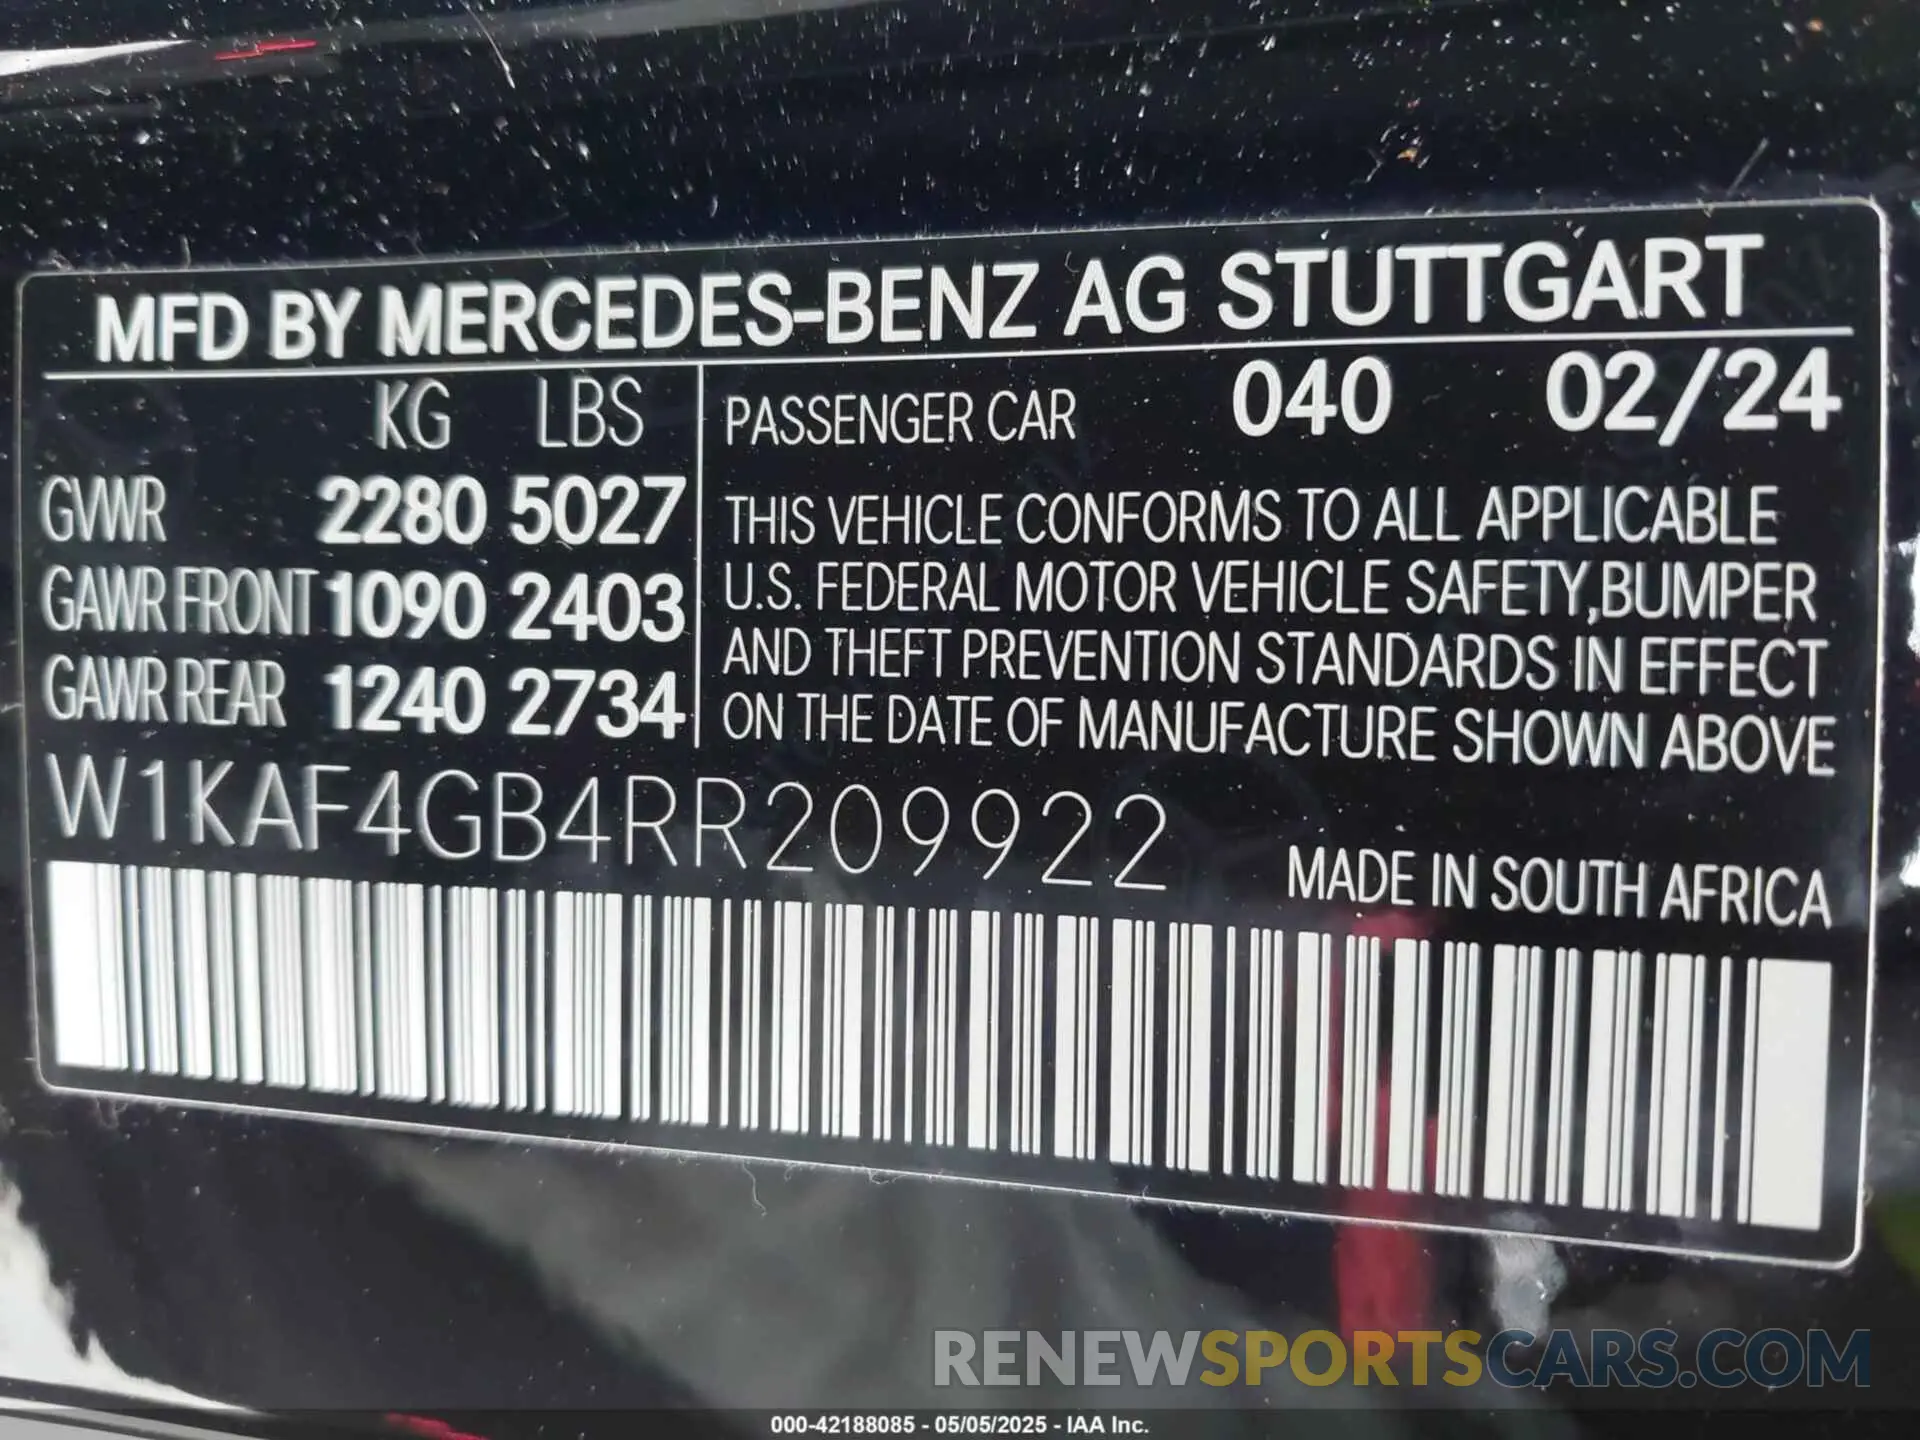 MFD BY MERCEDES-BENZ AG STUTTGART
KG LBS
GVWR 2280 5027
GAWR FRONT 1090 2403
GAWR REAR 1240 2734
PASSENGER CAR 040 02/24
THIS VEHICLE CONFORMS TO ALL APPLICABLE
U.S. FEDERAL MOTOR VEHICLE SAFETY,BUMPER
AND THEFT PREVENTION STANDARDS IN EFFECT
ON THE DATE OF MANUFACTURE SHOWN ABOVE
W1KAF4GB4RR209922
MADE IN SOUTH AFRICA
RENEWSPORTSCARS.COM
000-42188085 - 05/05/2025 - IAA Inc.